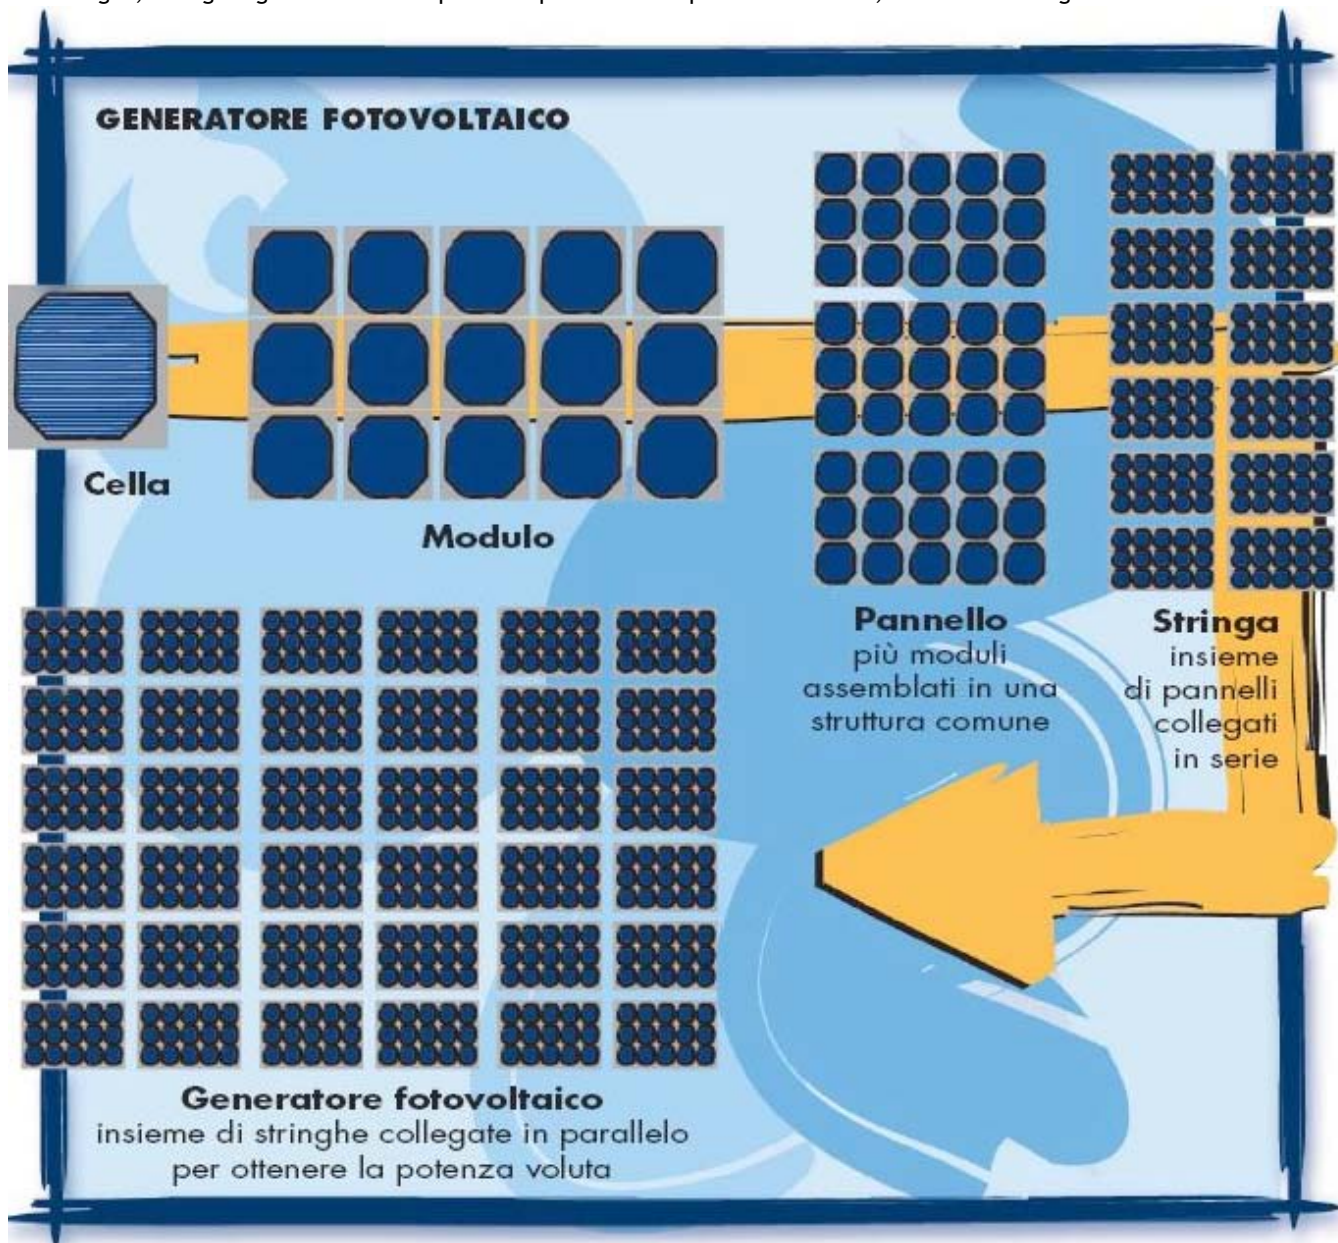 GENERATORE FOTOVOLTAICO
Cella
Modulo
Pannello
più moduli
assemblati in una
struttura comune
Stringa
insieme
di pannelli
collegati
in serie
Generatore fotovoltaico
insieme di stringhe collegate in parallelo
per ottenere la potenza voluta